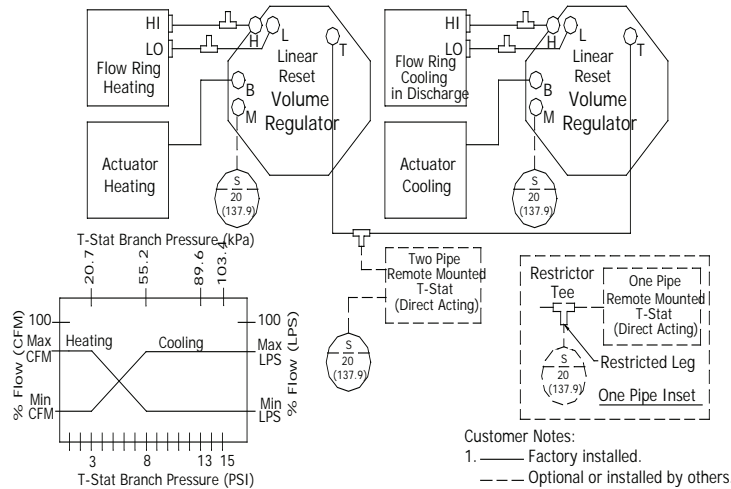 HI
LO
Flow Ring
Heating
H
L
T
Linear
Reset
Volume
Regulator
B
M
Actuator
Heating
S
20
(137.9)
HI
LO
Flow Ring
Cooling
in Discharge
H
L
T
Linear
Reset
Volume
Regulator
B
M
Actuator
Cooling
S
20
(137.9)
T-Stat Branch Pressure (kPa)
20.7
55.2
89.6
103.4
% Flow (CFM)
100
Max
CFM
Min
CFM
Heating
Cooling
100
Max
LPS
Min
LPS
% Flow (LPS)
3
8
13
15
T-Stat Branch Pressure (PSI)
Two Pipe
Remote Mounted
T-Stat
(Direct Acting)
S
20
(137.9)
Restrictor
Tee
One Pipe
Remote Mounted
T-Stat
(Direct Acting)
Restricted Leg
S
20
(137.9)
One Pipe Inset
Customer Notes:
1. Factory installed.
Optional or installed by others